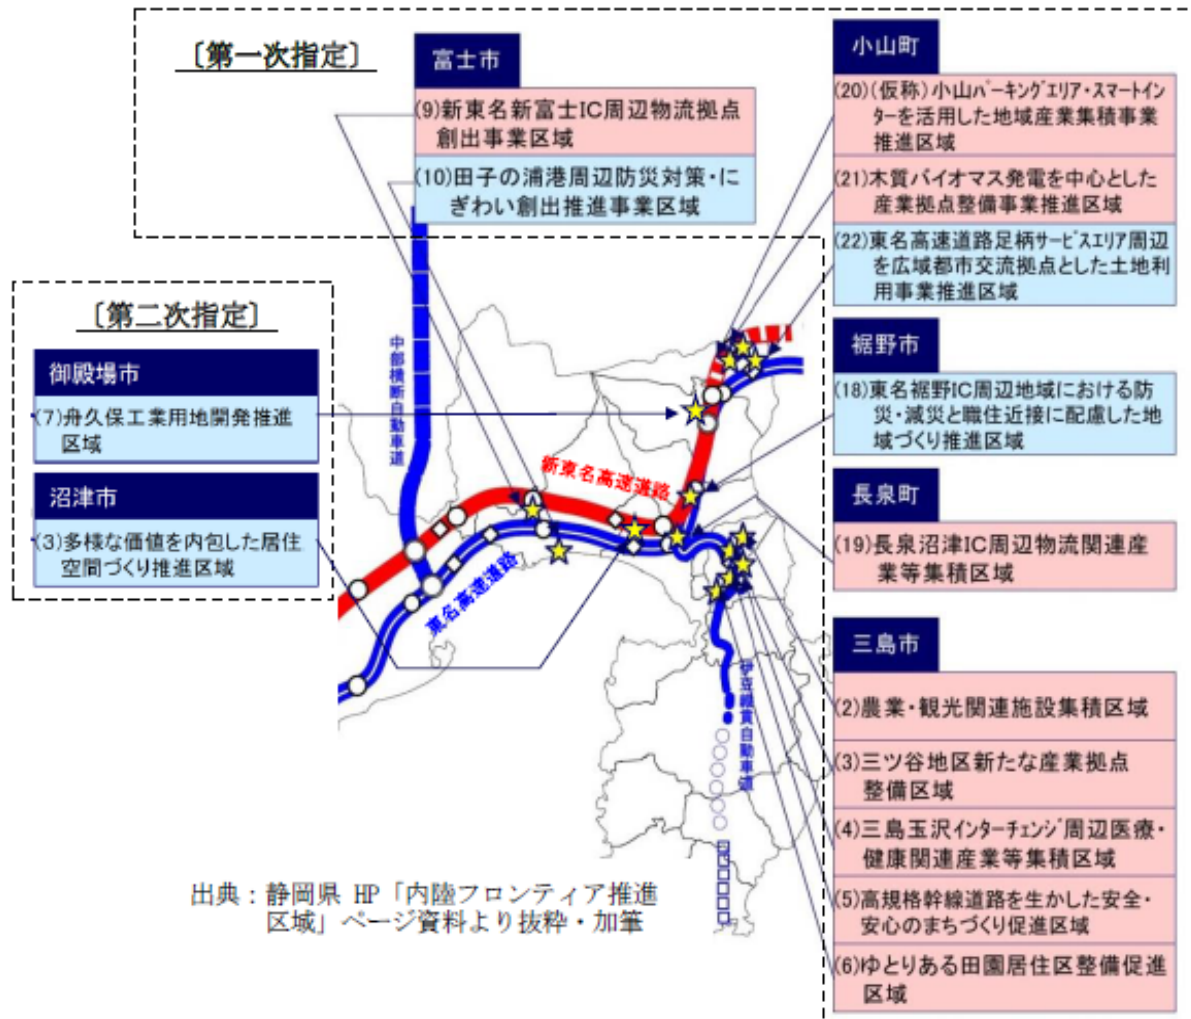 〔第一次指定〕
富士市
(9)新東名新富士IC周辺物流拠点
創出事業区域
(10)田子の浦港周辺防災対策・に
ぎわい創出推進事業区域
小山町
(20)(仮称)小山パーキングエリア・スマートイン
ターを活用した地域産業集積事業
推進区域
(21)木質バイオマス発電を中心とした
産業拠点整備事業推進区域
(22)東名高速道路足柄サービスエリア周辺
を広域都市交流拠点とした土地利
用事業推進区域
〔第二次指定〕
御殿場市
(7)舟久保工業用地開発推進
区域
沼津市
(3)多様な価値を内包した居住
空間づくり推進区域
裾野市
(18)東名裾野IC周辺地域における防
災・減災と職住近接に配慮した地
域づくり推進区域
長泉町
(19)長泉沼津IC周辺物流関連産
業等集積区域
三島市
(2)農業・観光関連施設集積区域
(3)三ツ谷地区新たな産業拠点
整備区域
(4)三島玉沢インターチェンジ周辺医療・
健康関連産業等集積区域
(5)高規格幹線道路を生かした安全・
安心のまちづくり促進区域
(6)ゆとりある田園居住区整備促進
区域
中部横断自動車道
新東名高速道路
東名高速道路
伊豆縦貫自動車道
出典：静岡県 HP「内陸フロンティア推進
区域」ページ資料より抜粋・加筆